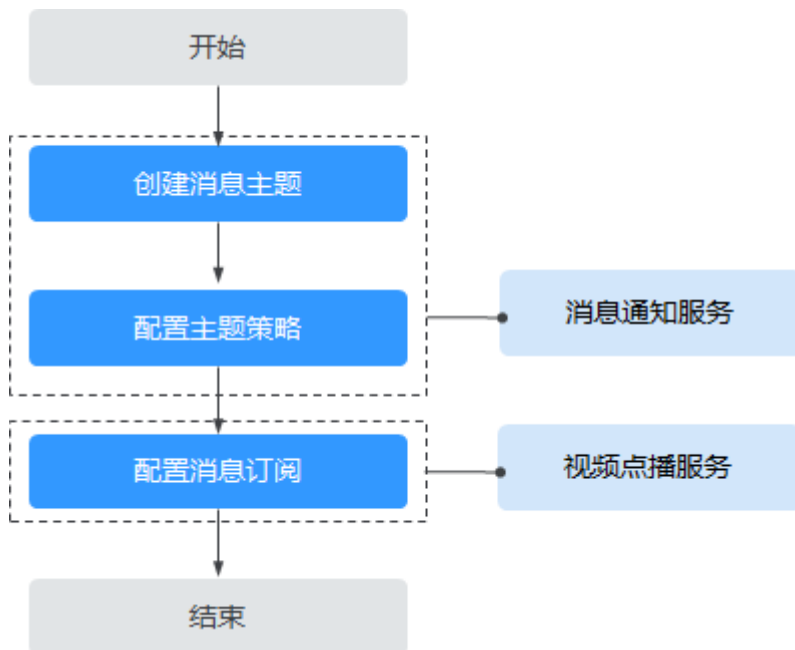 开始
创建消息主题
配置主题策略
消息通知服务
配置消息订阅
视频点播服务
结束